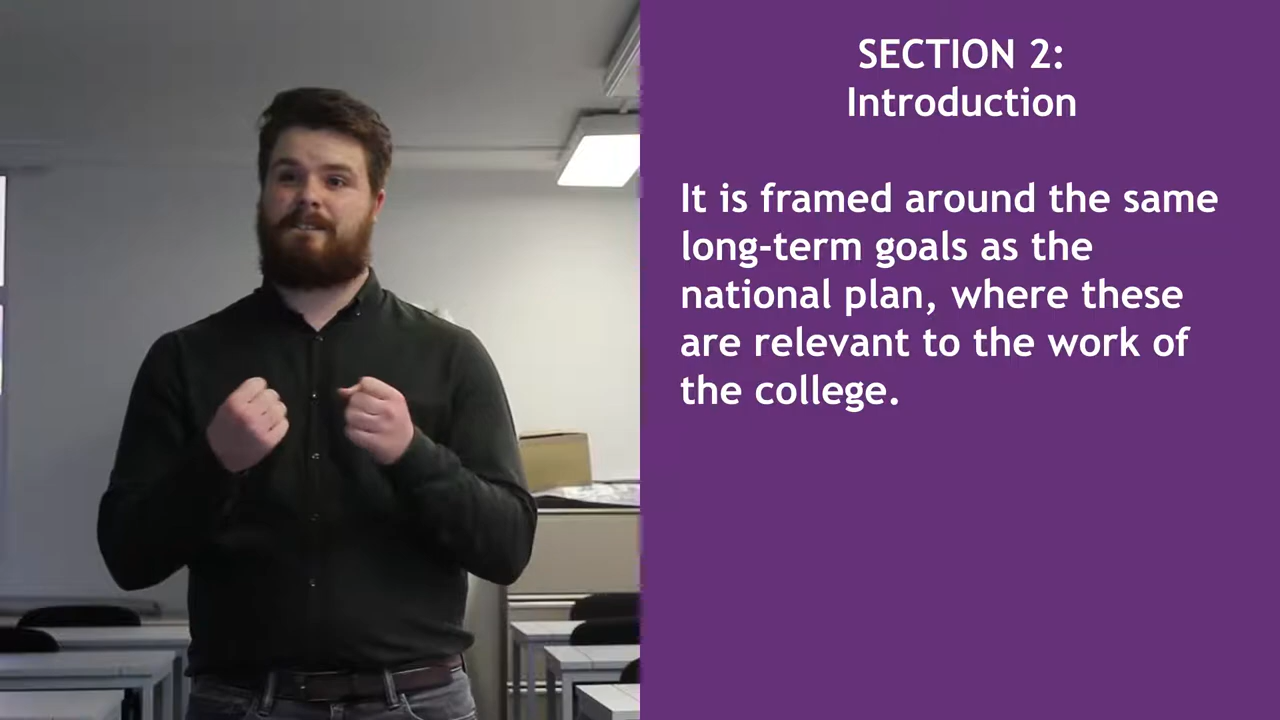 SECTION 2:
Introduction
It is framed around the same
long-term goals as the
national plan, where these
are relevant to the work of
the college.